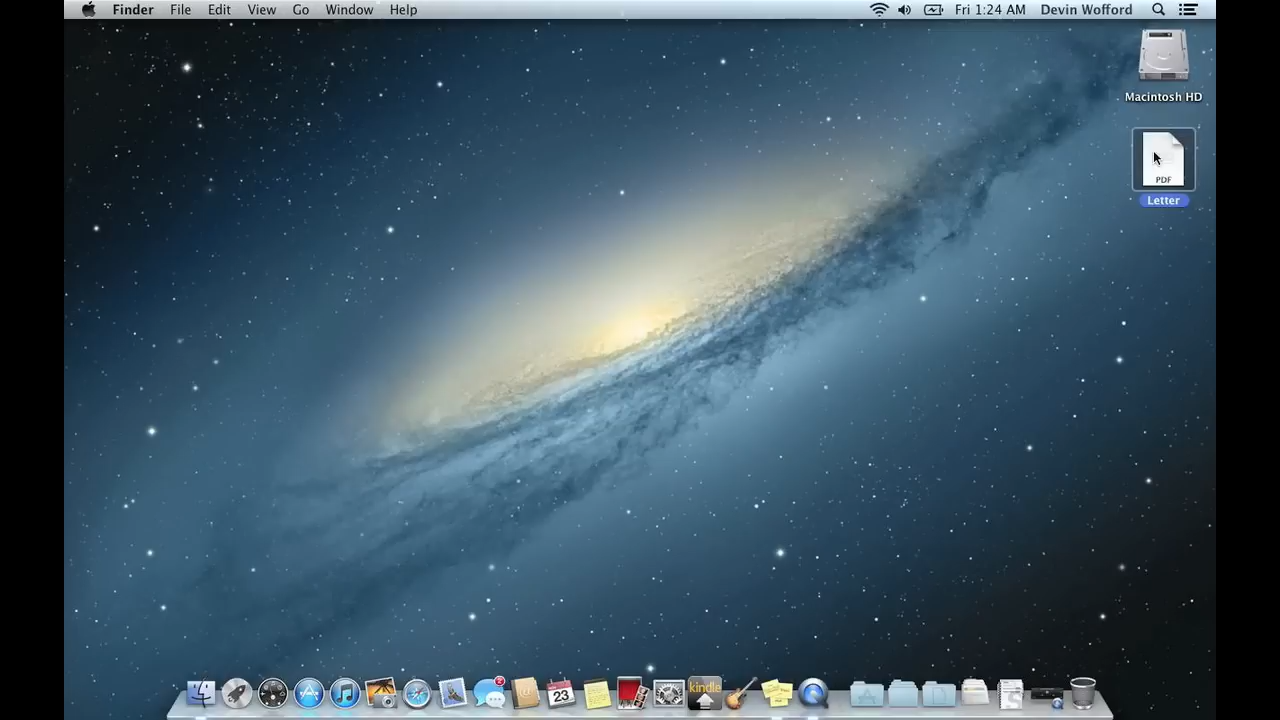 Finder File Edit View Go Window Help Fri 1:24 AM Devin Wofford
Macintosh HD
PDF
Letter
23
kindle